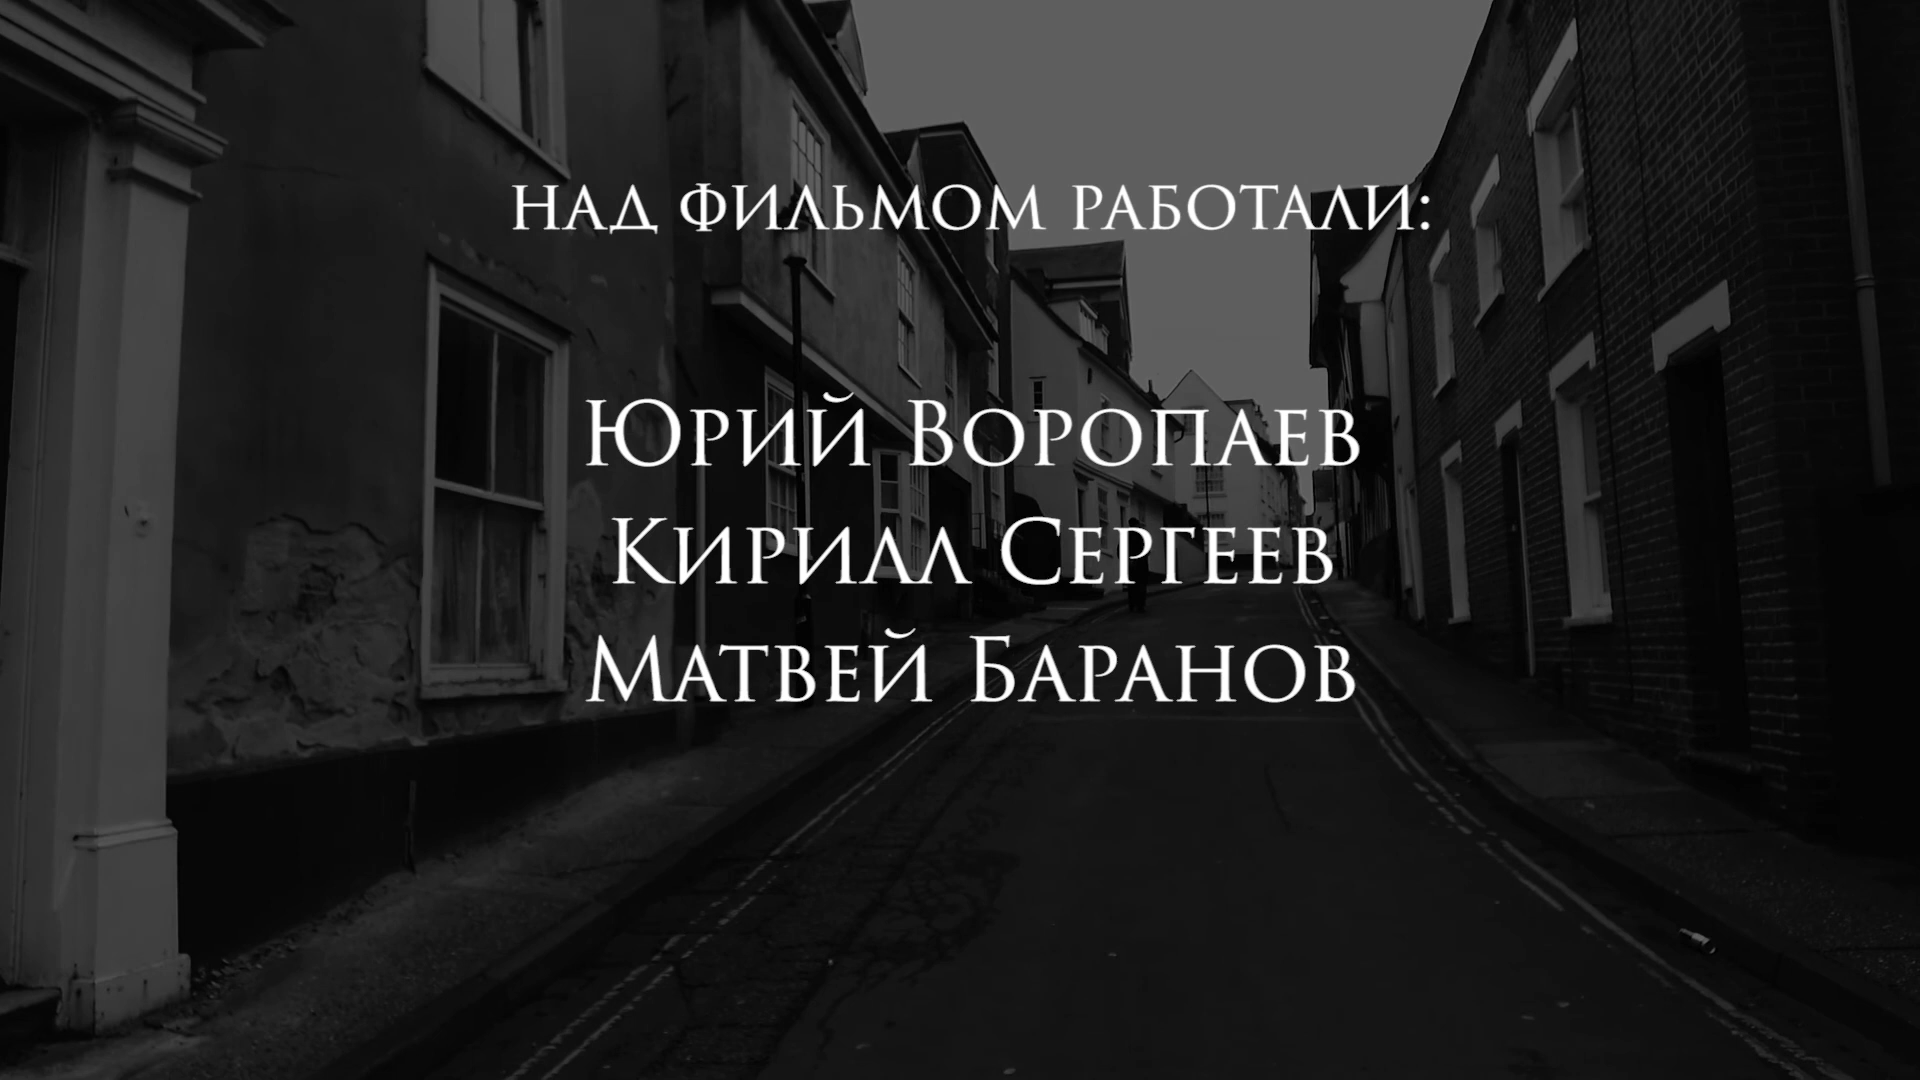 НАД ФИЛЬМОМ РАБОТАЛИ:
ЮРИЙ ВОРОПАЕВ
КИРИЛЛ СЕРГЕЕВ
МАТВЕЙ БАРАНОВ